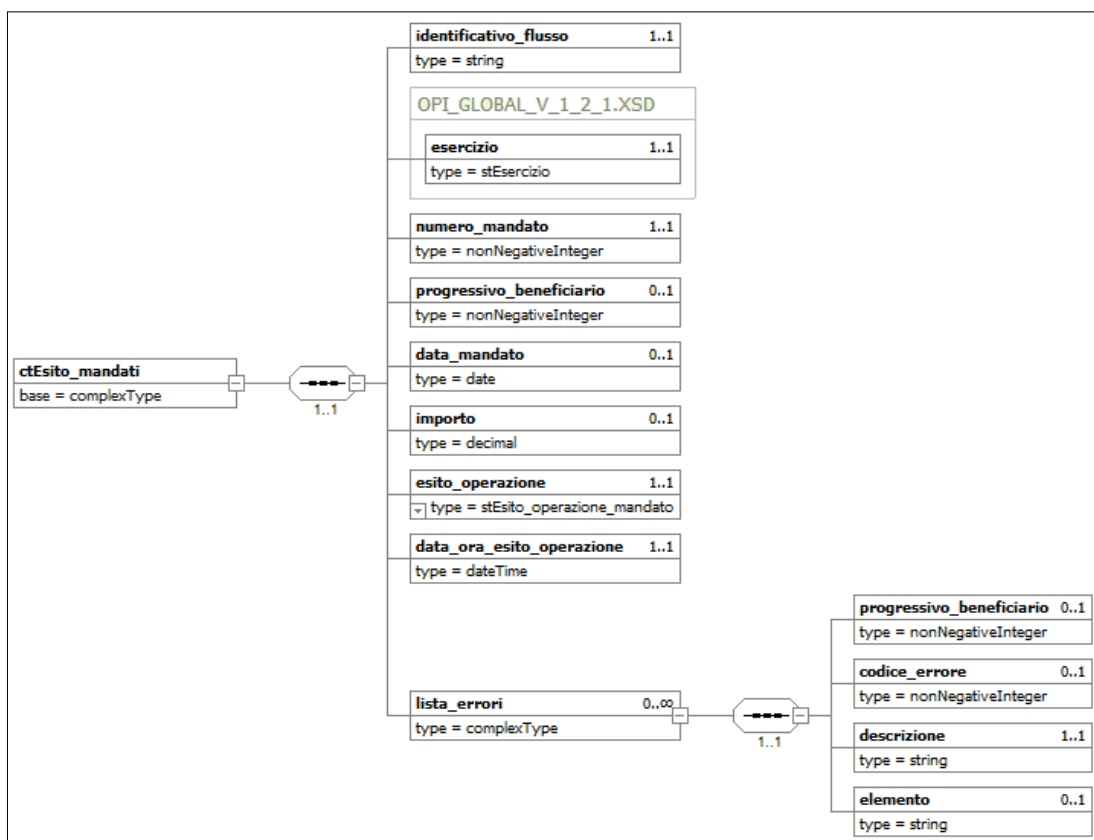 identificativo_flusso 1..1
type = string
OPI_GLOBAL_V_1_2_1.XSD
esercizio 1..1
type = stEsercizio
numero_mandato 1..1
type = nonNegativeInteger
progressivo_beneficiario 0..1
type = nonNegativeInteger
data_mandato 0..1
type = date
ctEsito_mandati
base = complexType
1..1
importo 0..1
type = decimal
esito_operazione 1..1
type = stEsito_operazione_mandato
data_ora_esito_operazione 1..1
type = dateTime
lista_errori 0..∞
type = complexType
1..1
progressivo_beneficiario 0..1
type = nonNegativeInteger
codice_errore 0..1
type = nonNegativeInteger
descrizione 1..1
type = string
elemento 0..1
type = string